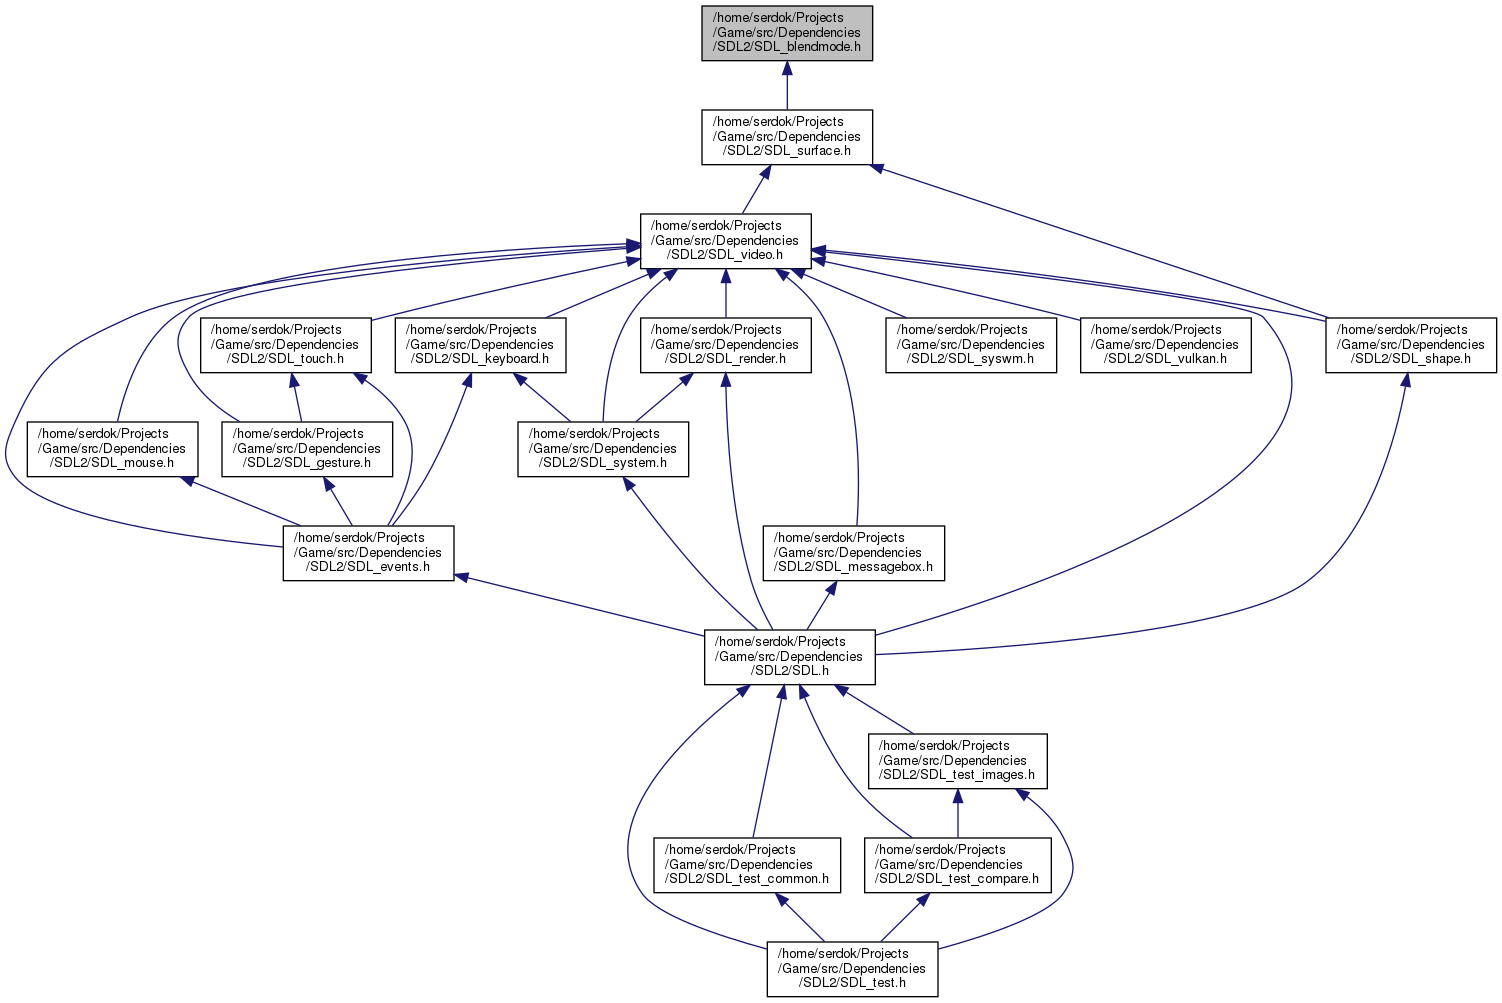 /home/serdok/Projects
/Game/src/Dependencies
/SDL2/SDL_blendmode.h
/home/serdok/Projects
/Game/src/Dependencies
/SDL2/SDL_surface.h
/home/serdok/Projects
/Game/src/Dependencies
/SDL2/SDL_video.h
/home/serdok/Projects
/Game/src/Dependencies
/SDL2/SDL_touch.h
/home/serdok/Projects
/Game/src/Dependencies
/SDL2/SDL_keyboard.h
/home/serdok/Projects
/Game/src/Dependencies
/SDL2/SDL_render.h
/home/serdok/Projects
/Game/src/Dependencies
/SDL2/SDL_syswm.h
/home/serdok/Projects
/Game/src/Dependencies
/SDL2/SDL_vulkan.h
/home/serdok/Projects
/Game/src/Dependencies
/SDL2/SDL_shape.h
/home/serdok/Projects
/Game/src/Dependencies
/SDL2/SDL_mouse.h
/home/serdok/Projects
/Game/src/Dependencies
/SDL2/SDL_gesture.h
/home/serdok/Projects
/Game/src/Dependencies
/SDL2/SDL_system.h
/home/serdok/Projects
/Game/src/Dependencies
/SDL2/SDL_events.h
/home/serdok/Projects
/Game/src/Dependencies
/SDL2/SDL_messagebox.h
/home/serdok/Projects
/Game/src/Dependencies
/SDL2/SDL.h
/home/serdok/Projects
/Game/src/Dependencies
/SDL2/SDL_test_images.h
/home/serdok/Projects
/Game/src/Dependencies
/SDL2/SDL_test_common.h
/home/serdok/Projects
/Game/src/Dependencies
/SDL2/SDL_test_compare.h
/home/serdok/Projects
/Game/src/Dependencies
/SDL2/SDL_test.h